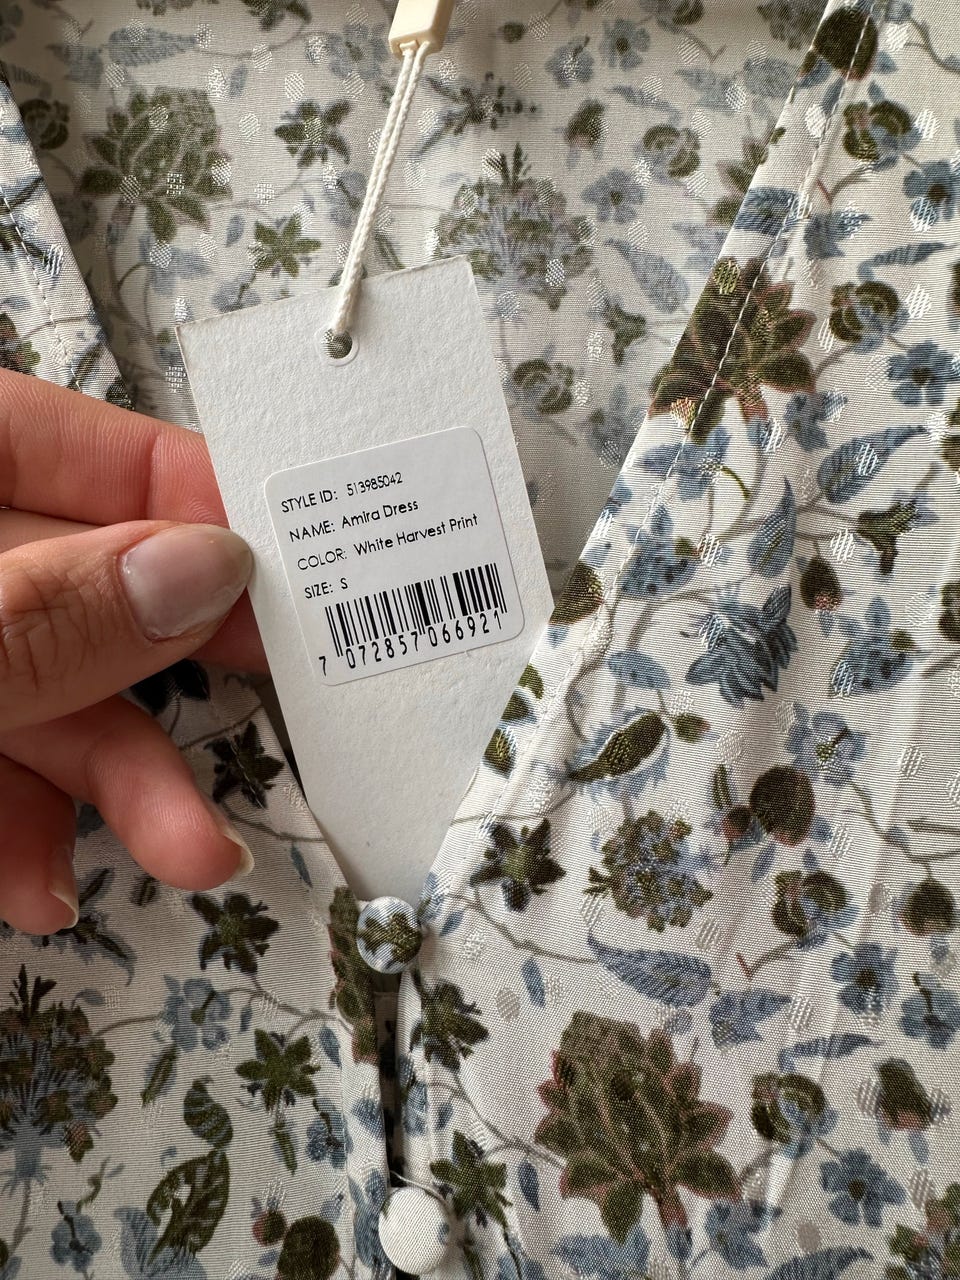 STYLE ID: 513985042
NAME: Amira Dress
COLOR: White Harvest Print
SIZE: S
7 072857 066921